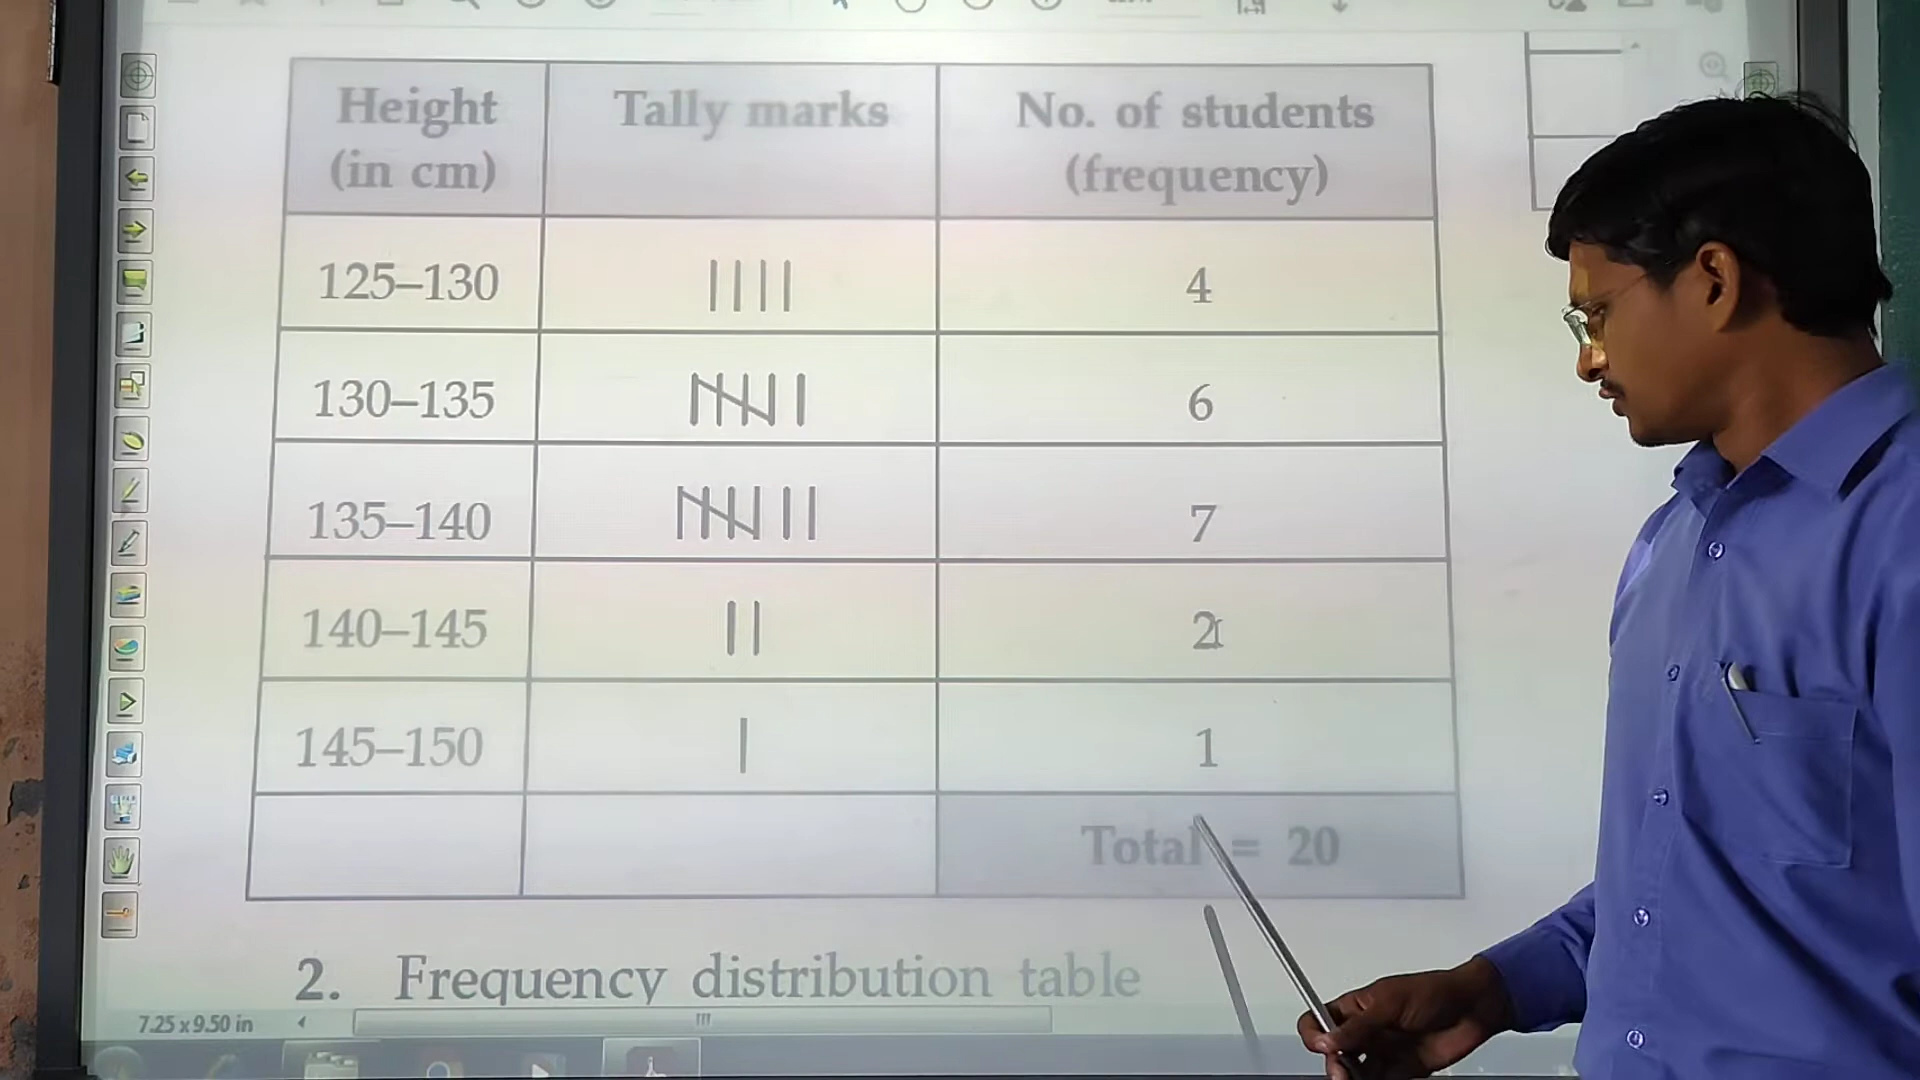 Height
(in cm)
Tally marks
No. of students
(frequency)
125–130 |||| 4
130–135 6
135–140 7
140–145 || 2
145–150 | 1
Total = 20
2. Frequency distribution table
7.25 x 9.50 in